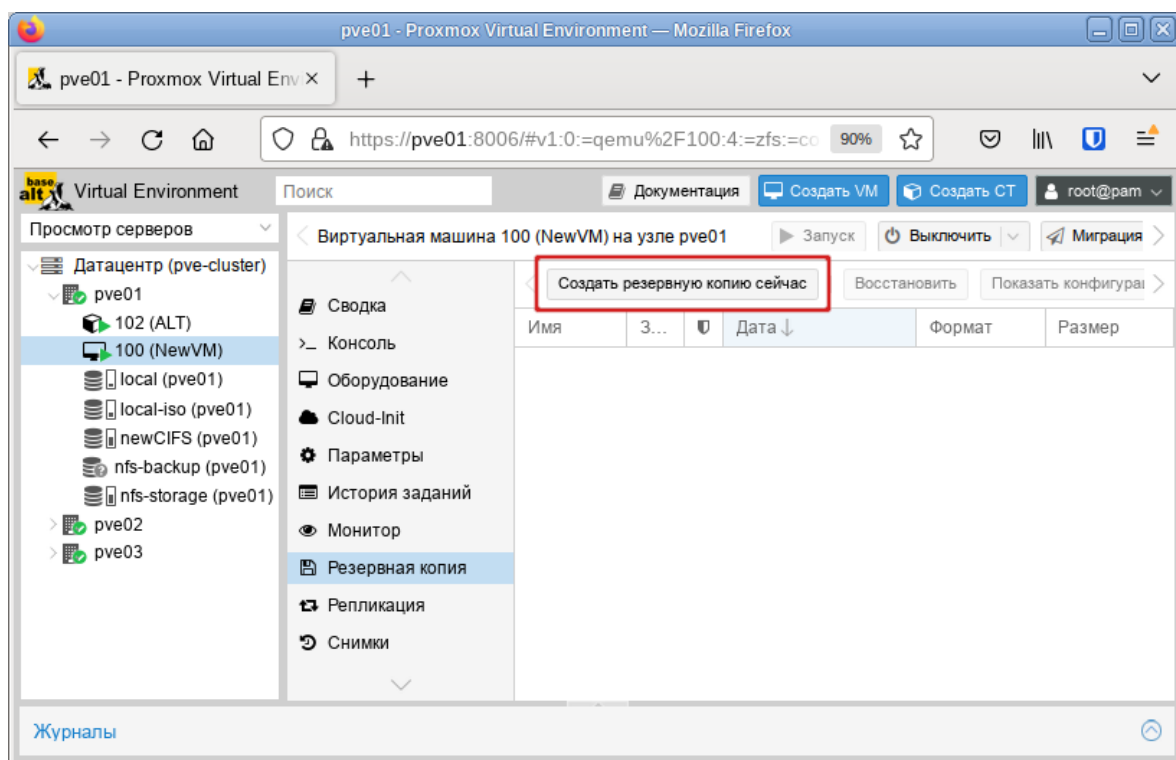 pve01 - Proxmox Virtual Environment — Mozilla Firefox
pve01 - Proxmox Virtual Env
https://pve01:8006/#v1:0:=qemu%2F100:4:=zfs:=co 90%
base alt Virtual Environment Поиск Документация Создать VM Создать CT root@pam
Просмотр серверов
Датацентр (pve-cluster)
pve01
102 (ALT)
100 (NewVM)
local (pve01)
local-iso (pve01)
newCIFS (pve01)
nfs-backup (pve01)
nfs-storage (pve01)
pve02
pve03
Виртуальная машина 100 (NewVM) на узле pve01 Запуск Выключить Миграция
Сводка
Консоль
Оборудование
Cloud-Init
Параметры
История заданий
Монитор
Резервная копия
Репликация
Снимки
Создать резервную копию сейчас Восстановить Показать конфигура
Имя З... Дата Формат Размер
Журналы